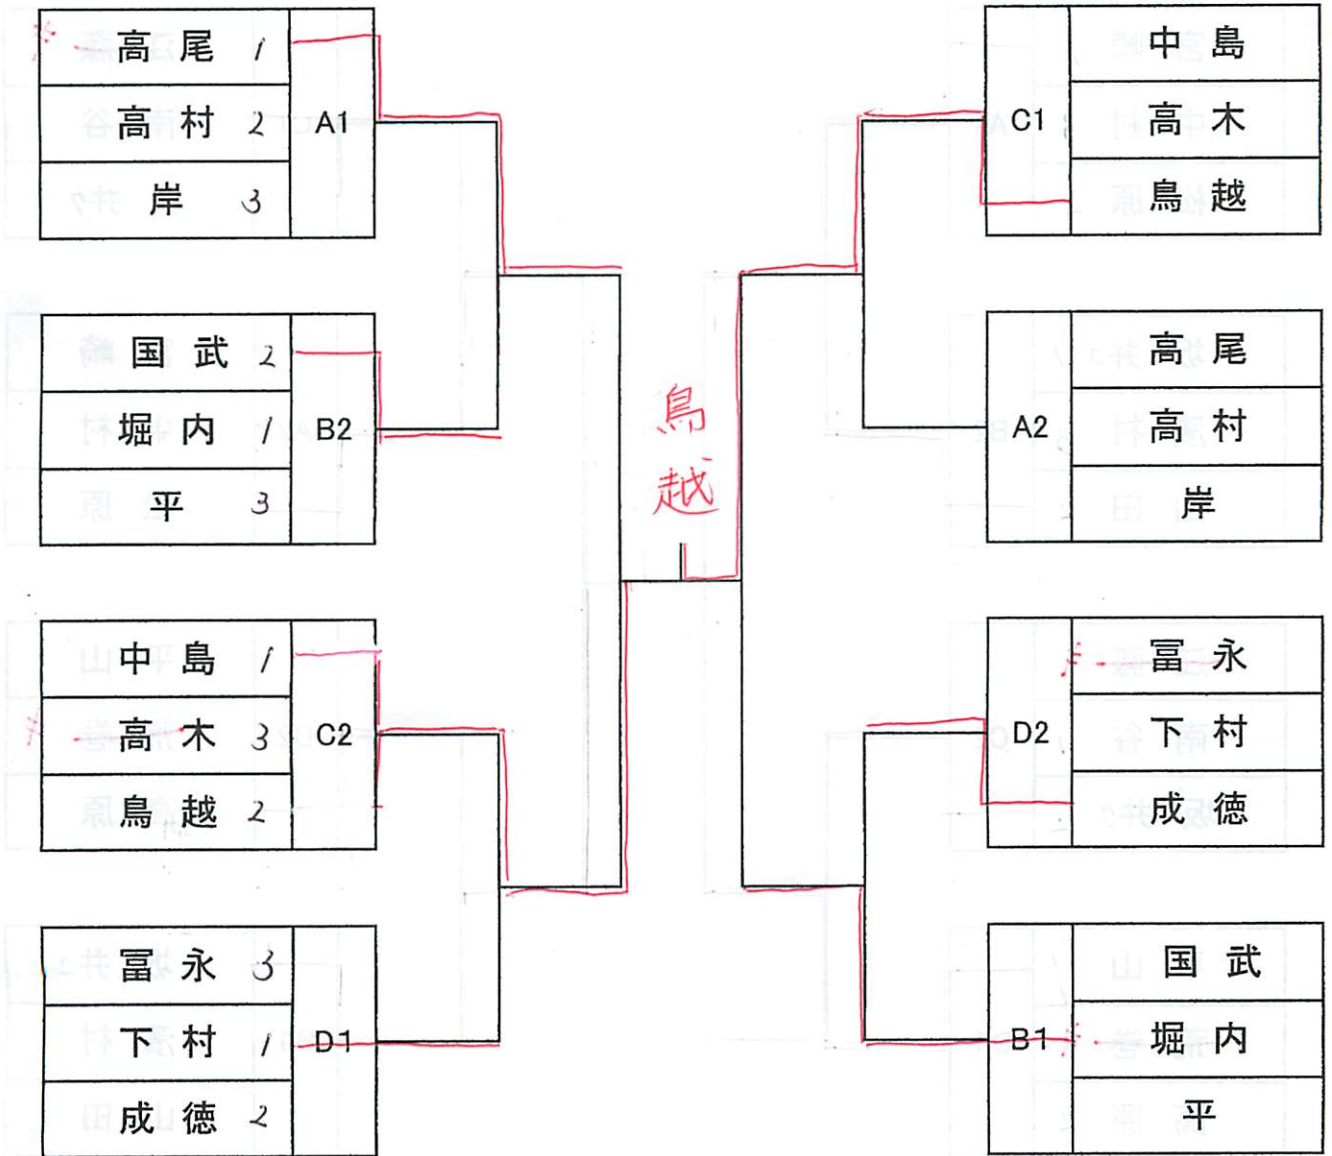 高尾 1
高村 2
岸 3
A1
国武 2
堀内 1
平 3
B2
中島 1
高木 3
鳥越 2
C2
冨永 3
下村 1
成徳 2
D1
鳥越
C1
中島
高木
鳥越
A2
高尾
高村
岸
D2
冨永
下村
成徳
B1
国武
堀内
平